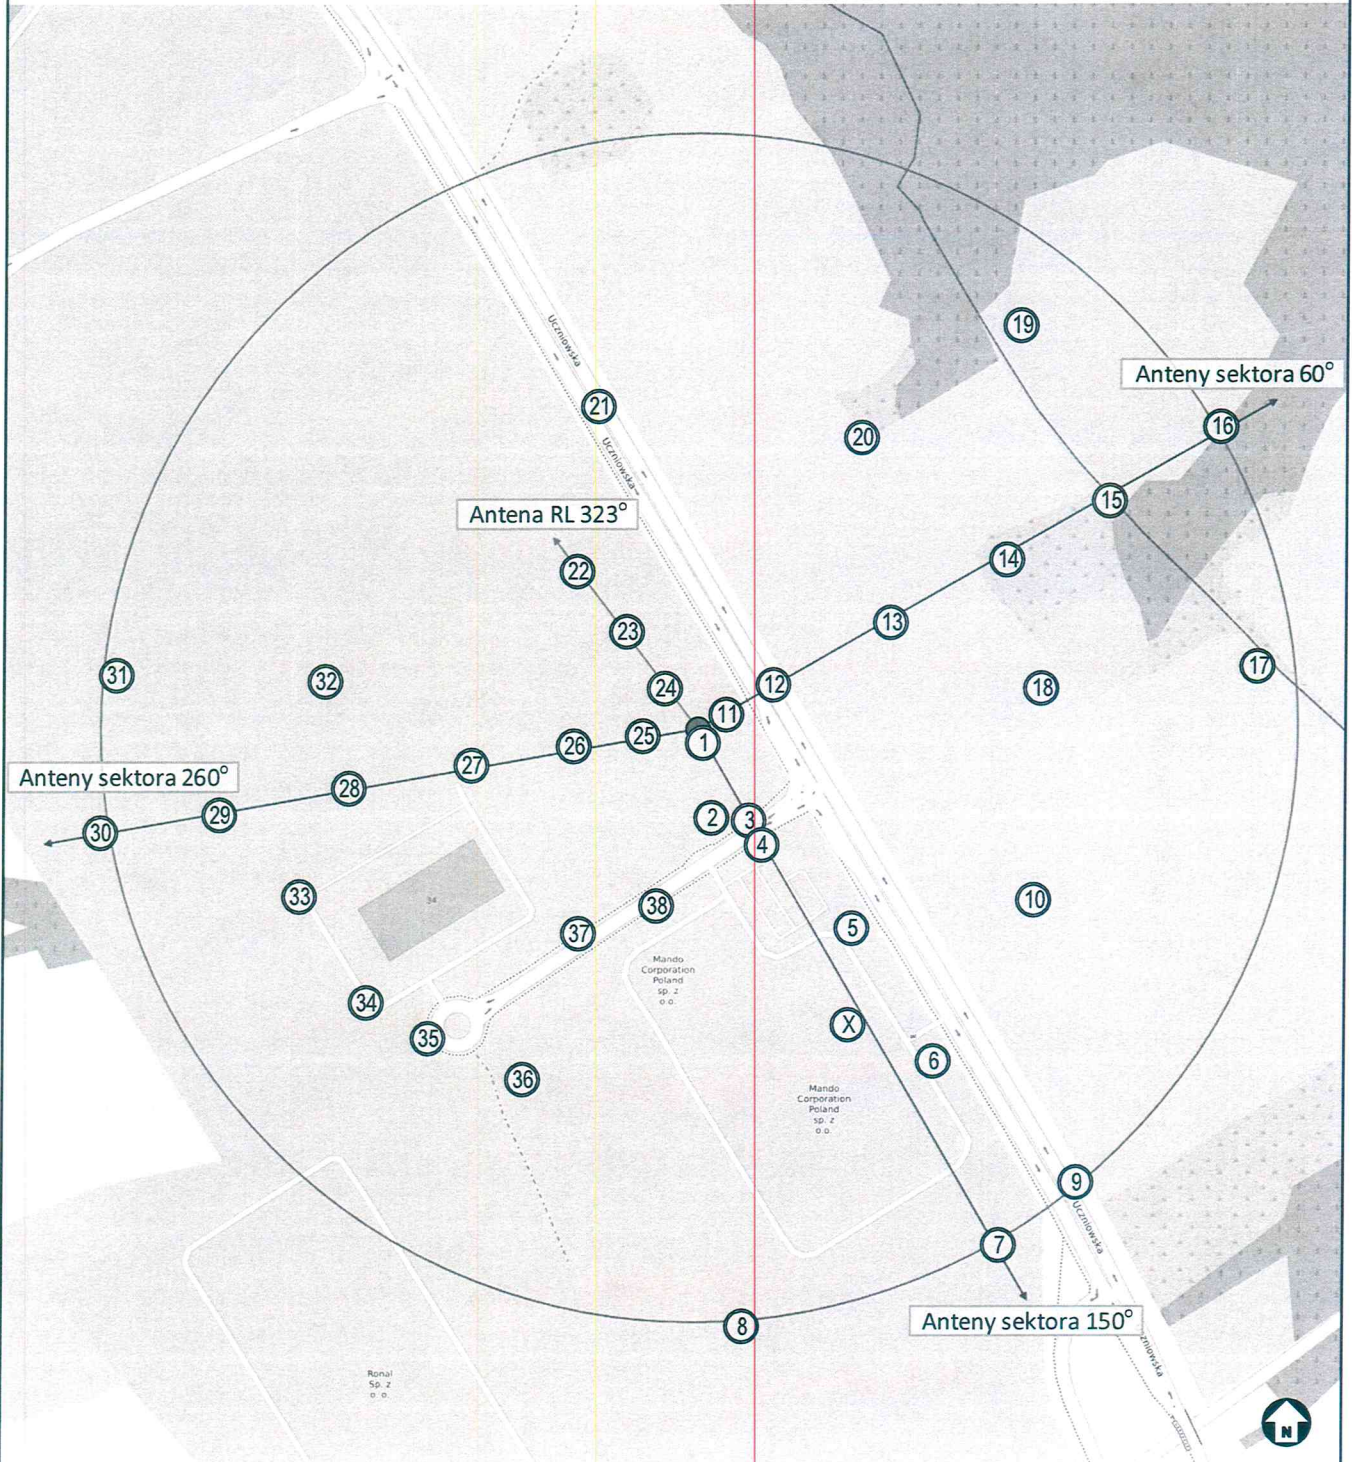 Uczniowska
19
Anteny sektora 60°
21
16
20
Uczniowska
15
Antena RL 323°
14
22
13
23
17
31
32
24
12
18
11
25
1
26
27
Anteny sektora 260°
28
29
2
3
30
4
33
34
10
38
5
37
Mando
Corporation
Poland
sp. z
o.o.
34
X
35
6
36
Mando
Corporation
Poland
sp. z
o.o.
9
Uczniowska
7
Anteny sektora 150°
8
zniowska
Ronal
Sp. z
o. o.
N